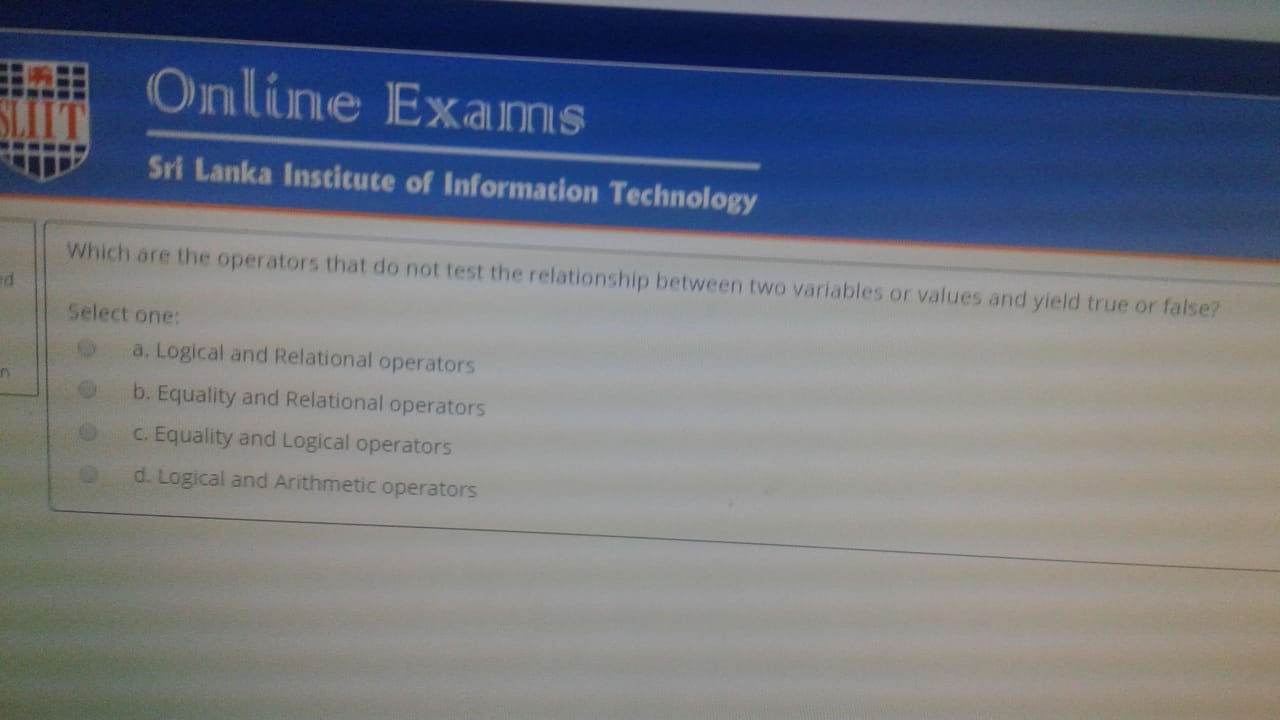 SLIIT
Online Exams
Sri Lanka Institute of Information Technology
ed
n
Which are the operators that do not test the relationship between two variables or values and yield true or false?
Select one:
a. Logical and Relational operators
b. Equality and Relational operators
c. Equality and Logical operators
d. Logical and Arithmetic operators